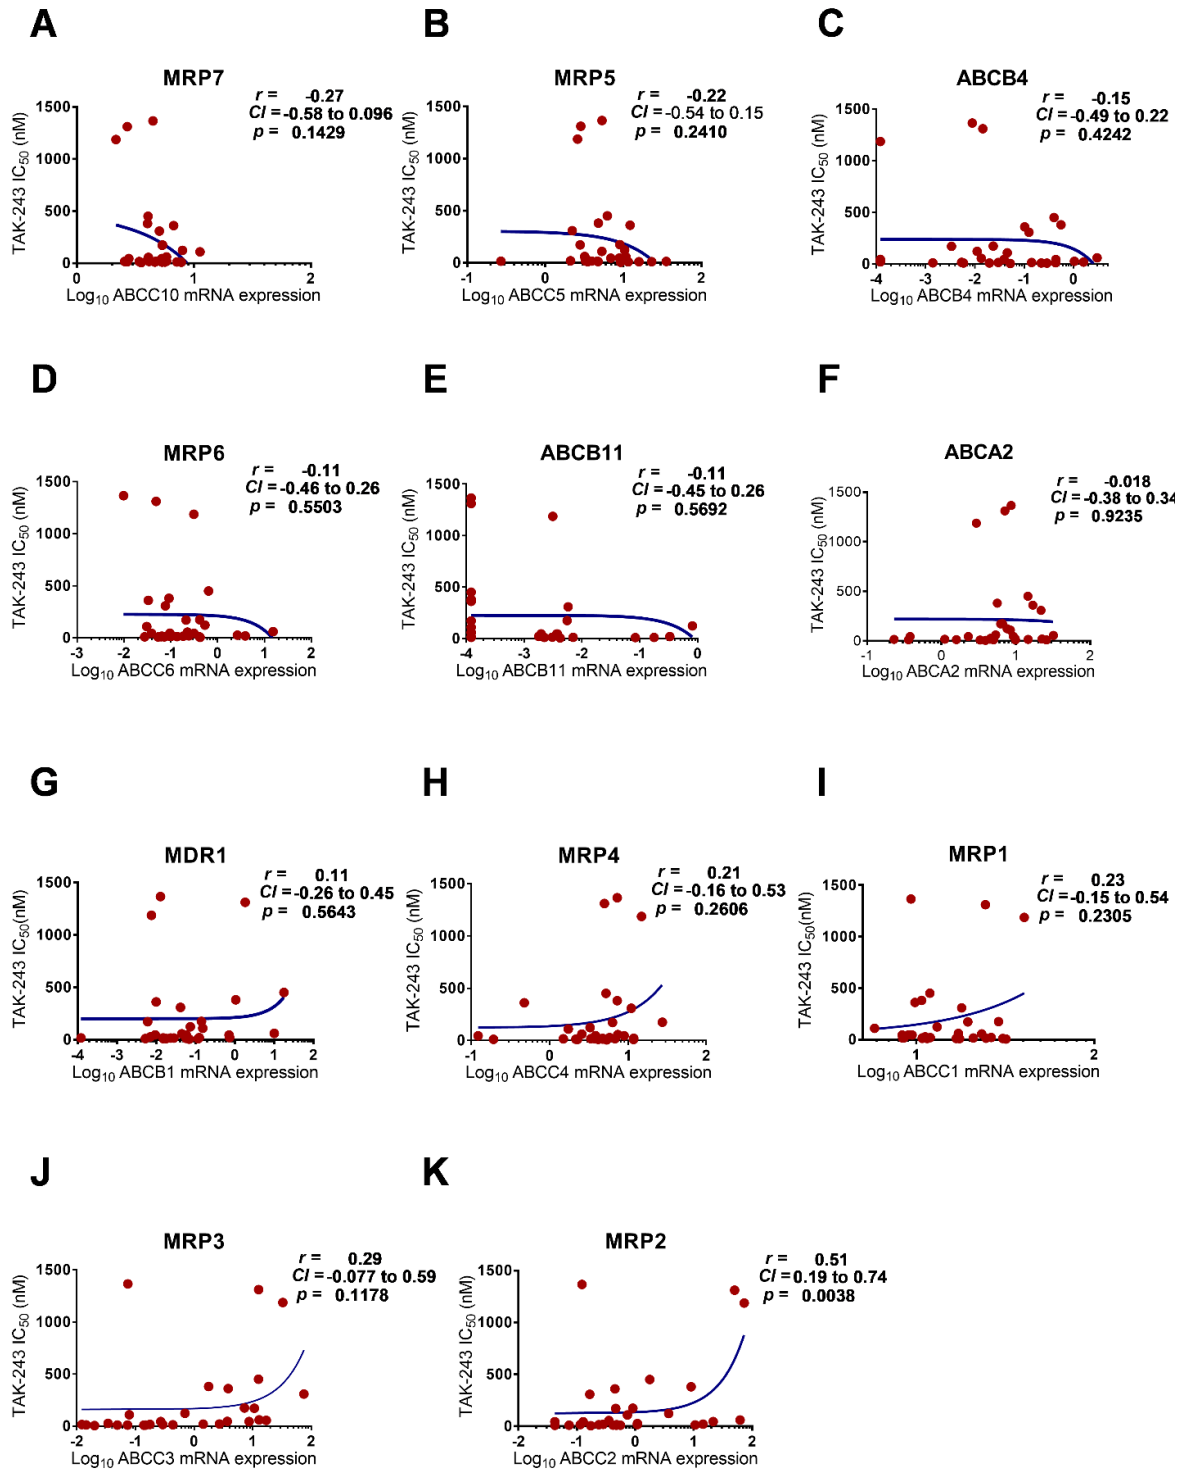 A
MRP7
r = -0.27
CI = -0.58 to 0.096
p = 0.1429
TAK-243 IC50 (nM)
1500
1000
500
0
0 1 2
Log10 ABCC10 mRNA expression
B
MRP5
r = -0.22
CI = -0.54 to 0.15
p = 0.2410
TAK-243 IC50 (nM)
1500
1000
500
0
-1 0 1 2
Log10 ABCC5 mRNA expression
C
ABCB4
r = -0.15
CI = -0.49 to 0.22
p = 0.4242
TAK-243 IC50 (nM)
1500
1000
500
0
-4 -3 -2 -1 0
Log10 ABCB4 mRNA expression
D
MRP6
r = -0.11
CI = -0.46 to 0.26
p = 0.5503
TAK-243 IC50 (nM)
1500
1000
500
0
-3 -2 -1 0 1 2
Log10 ABCC6 mRNA expression
E
ABCB11
r = -0.11
CI = -0.45 to 0.26
p = 0.5692
TAK-243 IC50 (nM)
1500
1000
500
0
-4 -3 -2 -1 0
Log10 ABCB11 mRNA expression
F
ABCA2
r = -0.018
CI = -0.38 to 0.34
p = 0.9235
TAK-243 IC50 (nM)
1500
1000
500
0
-1 0 1 2
Log10 ABCA2 mRNA expression
G
MDR1
r = 0.11
CI = -0.26 to 0.45
p = 0.5643
TAK-243 IC50(nM)
1500
1000
500
0
-4 -3 -2 -1 0 1 2
Log10 ABCB1 mRNA expression
H
MRP4
r = 0.21
CI = -0.16 to 0.53
p = 0.2606
TAK-243 IC50 (nM)
1500
1000
500
0
-1 0 1 2
Log10 ABCC4 mRNA expression
I
MRP1
r = 0.23
CI = -0.15 to 0.54
p = 0.2305
TAK-243 IC50(nM)
1500
1000
500
0
1 2
Log10 ABCC1 mRNA expression
J
MRP3
r = 0.29
CI = -0.077 to 0.59
p = 0.1178
TAK-243 IC50 (nM)
1500
1000
500
0
-2 -1 0 1 2
Log10 ABCC3 mRNA expression
K
MRP2
r = 0.51
CI = 0.19 to 0.74
p = 0.0038
TAK-243 IC50 (nM)
1500
1000
500
0
-2 -1 0 1 2
Log10 ABCC2 mRNA expression